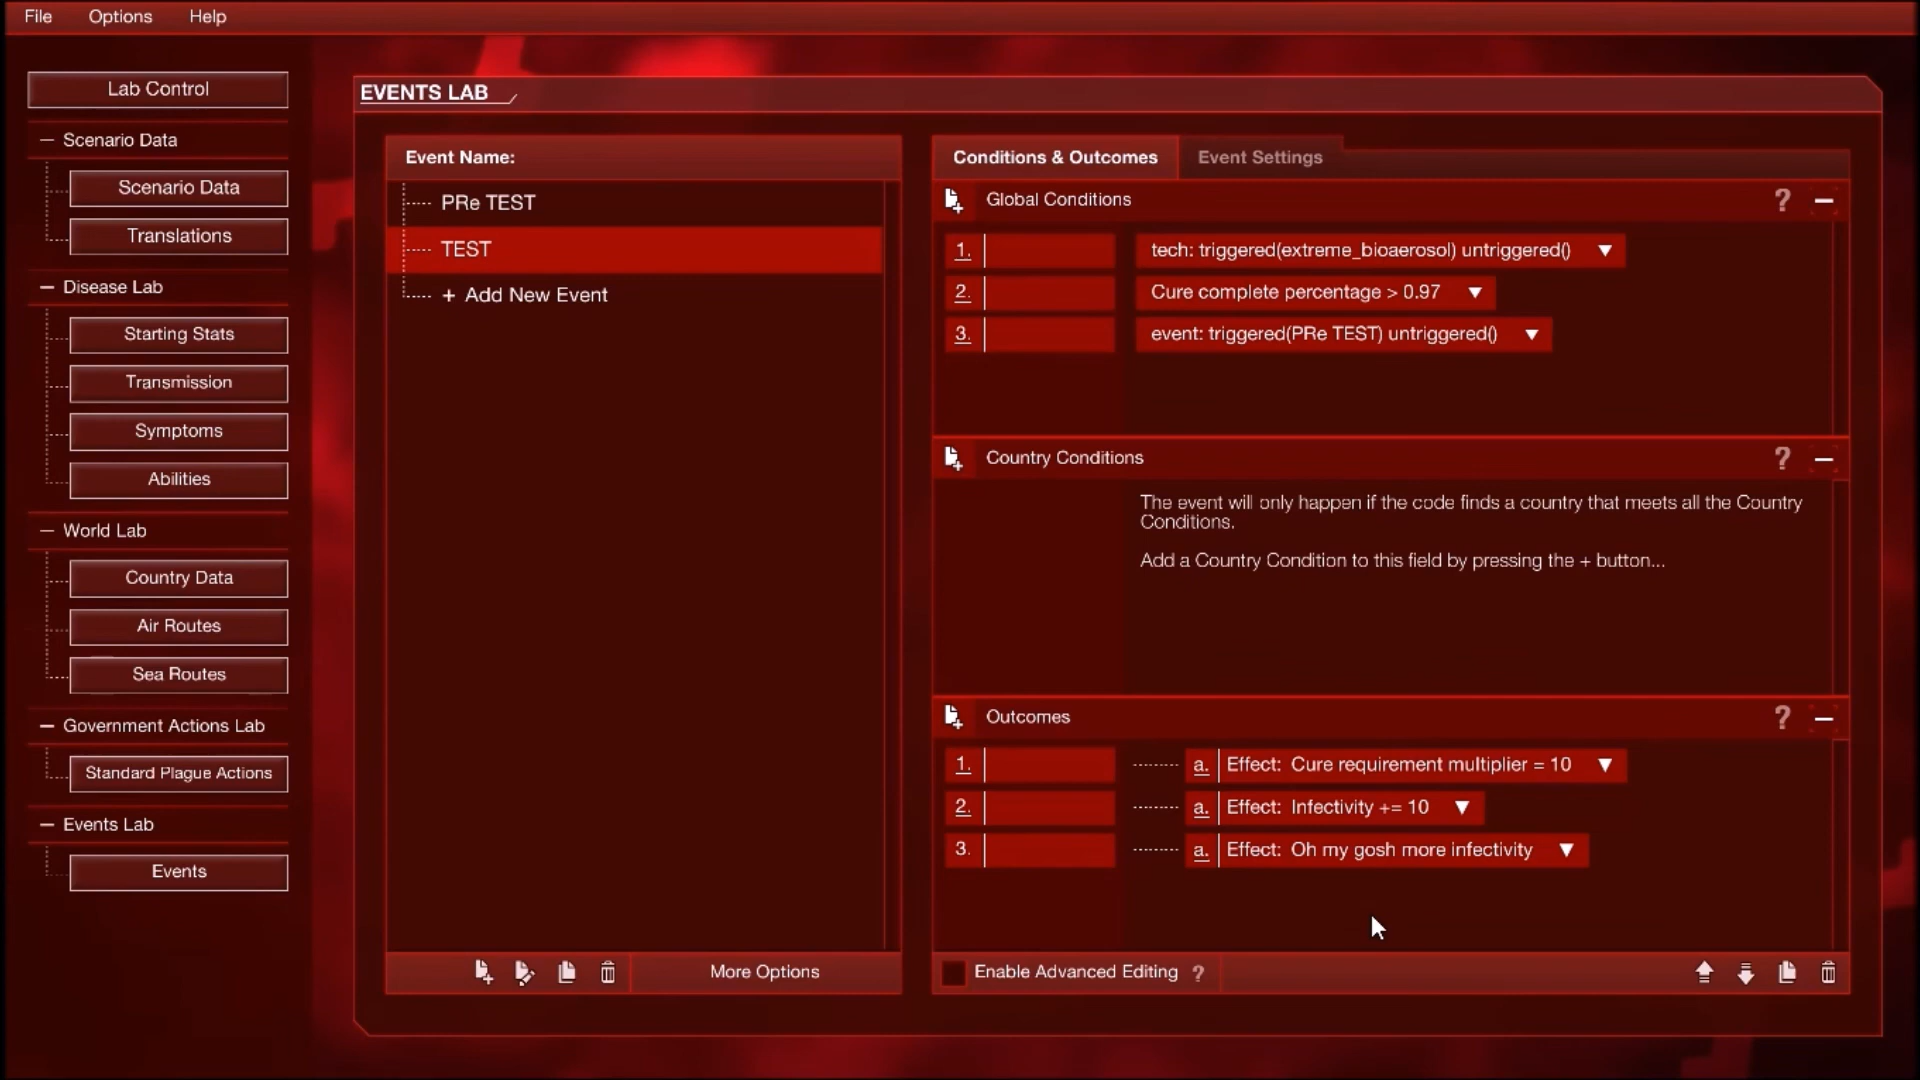 File Options Help
Lab Control
— Scenario Data
Scenario Data
Translations
— Disease Lab
Starting Stats
Transmission
Symptoms
Abilities
— World Lab
Country Data
Air Routes
Sea Routes
— Government Actions Lab
Standard Plague Actions
— Events Lab
Events
EVENTS LAB
Event Name:
PRe TEST
TEST
+ Add New Event
More Options
Conditions & Outcomes Event Settings
Global Conditions ?
1. tech: triggered(extreme_bioaerosol) untriggered()
2. Cure complete percentage > 0.97
3. event: triggered(PRe TEST) untriggered()
Country Conditions ?
The event will only happen if the code finds a country that meets all the Country
Conditions.
Add a Country Condition to this field by pressing the + button...
Outcomes ?
1. a. Effect: Cure requirement multiplier = 10
2. a. Effect: Infectivity += 10
3. a. Effect: Oh my gosh more infectivity
Enable Advanced Editing ?